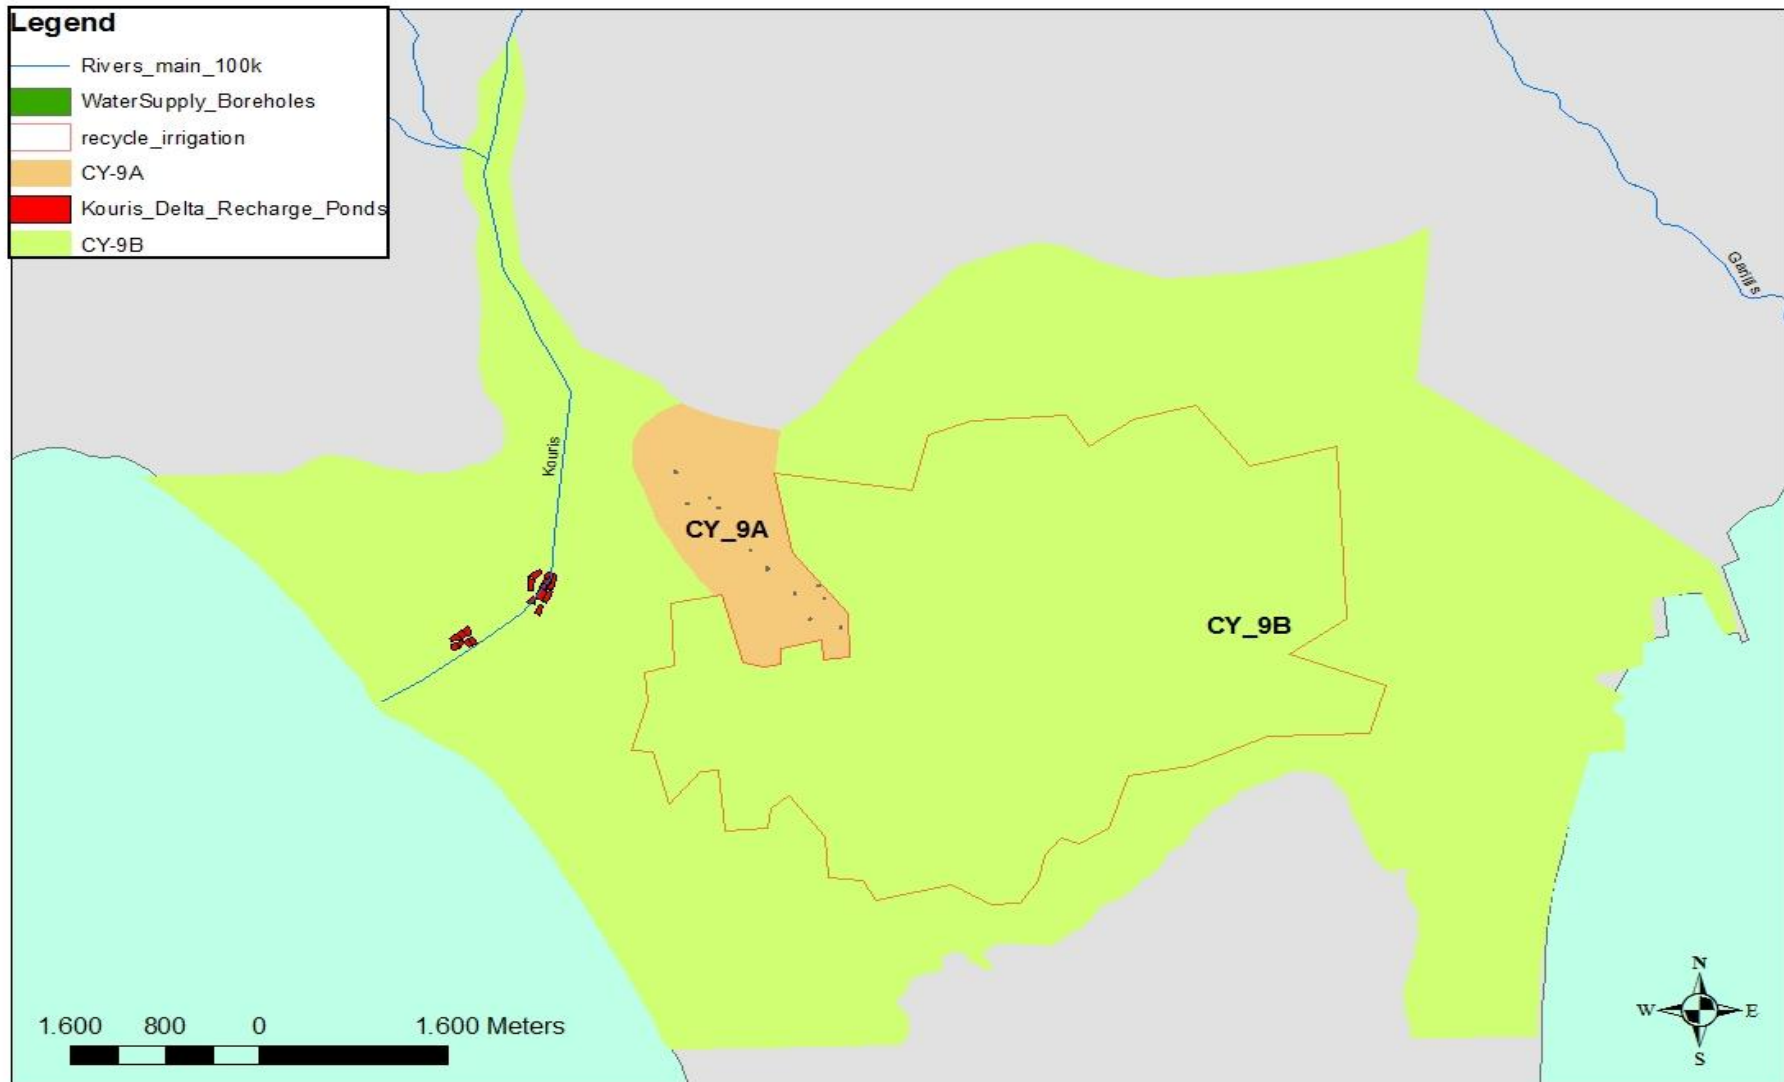 Legend
Rivers_main_100k
WaterSupply_Boreholes
recycle_irrigation
CY-9A
Kouris_Delta_Recharge_Ponds
CY-9B
Garijlis
Kouris
CY_9A
CY_9B
1.600 800 0 1.600 Meters
N
W E
S